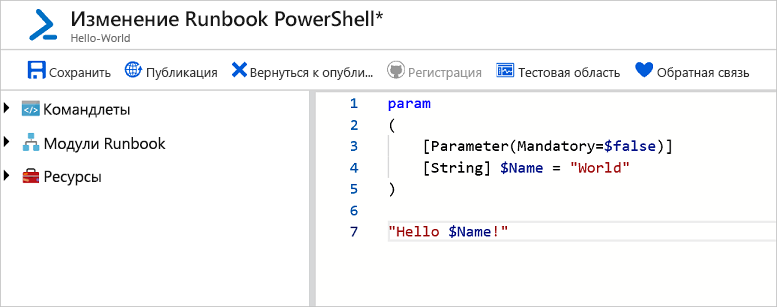 Изменение Runbook PowerShell*
Hello-World
Сохранить Публикация Вернуться к опубли... Регистрация Тестовая область Обратная связь
Командлеты
Модули Runbook
Ресурсы
1 param
2 (
3     [Parameter(Mandatory=$false)]
4     [String] $Name = "World"
5 )
6
7 "Hello $Name!"